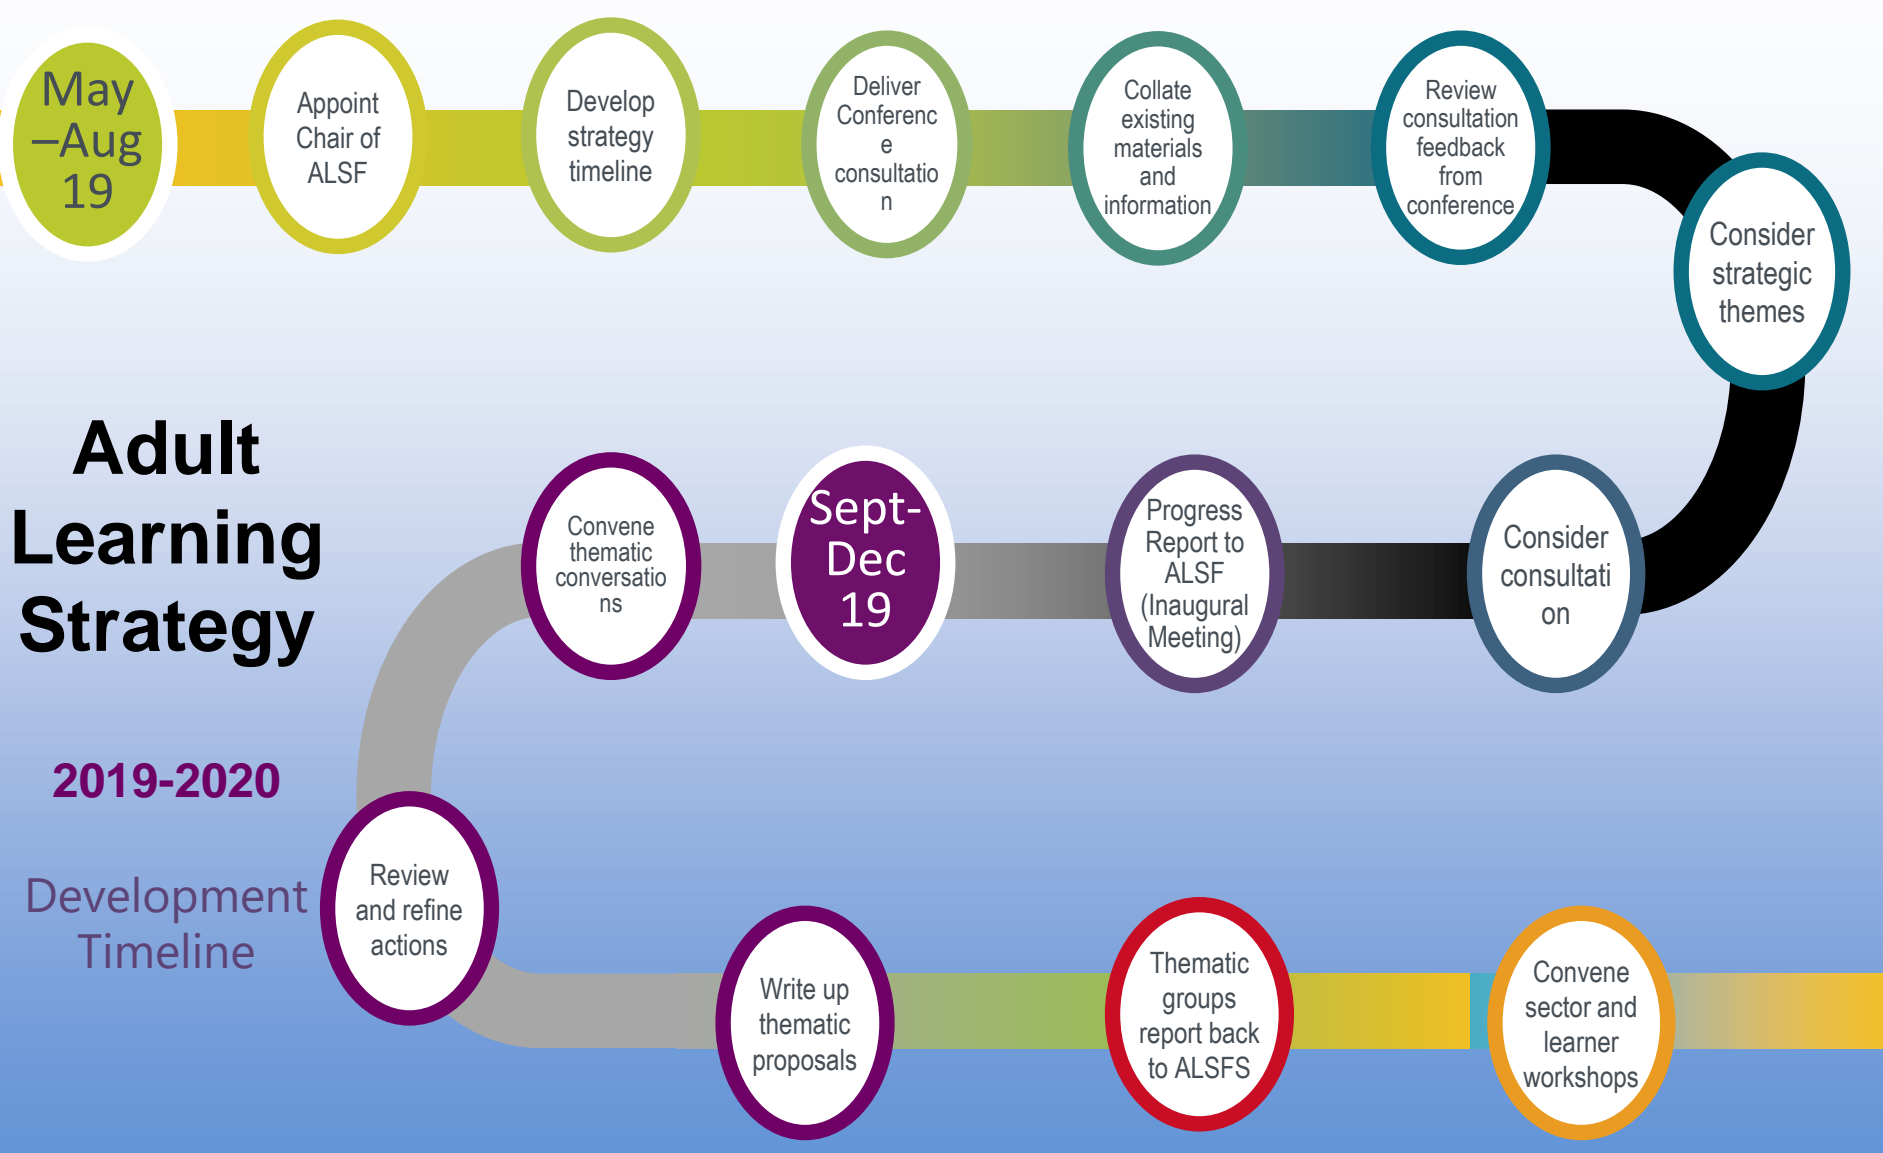 May
–Aug
19
Appoint
Chair of
ALSF
Develop
strategy
timeline
Deliver
Conferenc
e
consultatio
n
Collate
existing
materials
and
information
Review
consultation
feedback
from
conference
Consider
strategic
themes
Consider
consultati
on
Progress
Report to
ALSF
(Inaugural
Meeting)
Sept-
Dec
19
Convene
thematic
conversatio
ns
Adult
Learning
Strategy
2019-2020
Development
Timeline
Review
and refine
actions
Write up
thematic
proposals
Thematic
groups
report back
to ALSFS
Convene
sector and
learner
workshops